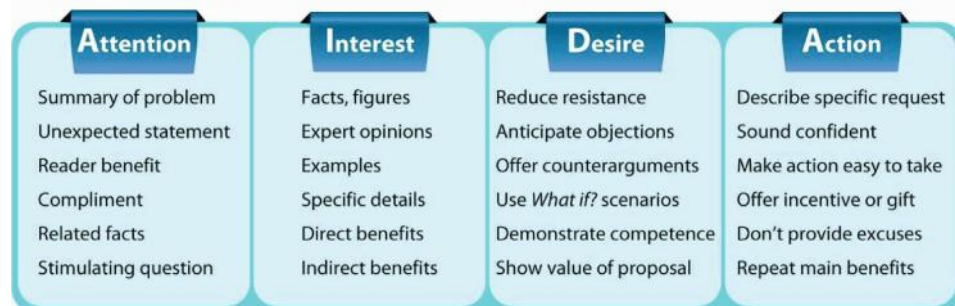 Attention
Summary of problem
Unexpected statement
Reader benefit
Compliment
Related facts
Stimulating question
Interest
Facts, figures
Expert opinions
Examples
Specific details
Direct benefits
Indirect benefits
Desire
Reduce resistance
Anticipate objections
Offer counterarguments
Use What if? scenarios
Demonstrate competence
Show value of proposal
Action
Describe specific request
Sound confident
Make action easy to take
Offer incentive or gift
Don't provide excuses
Repeat main benefits